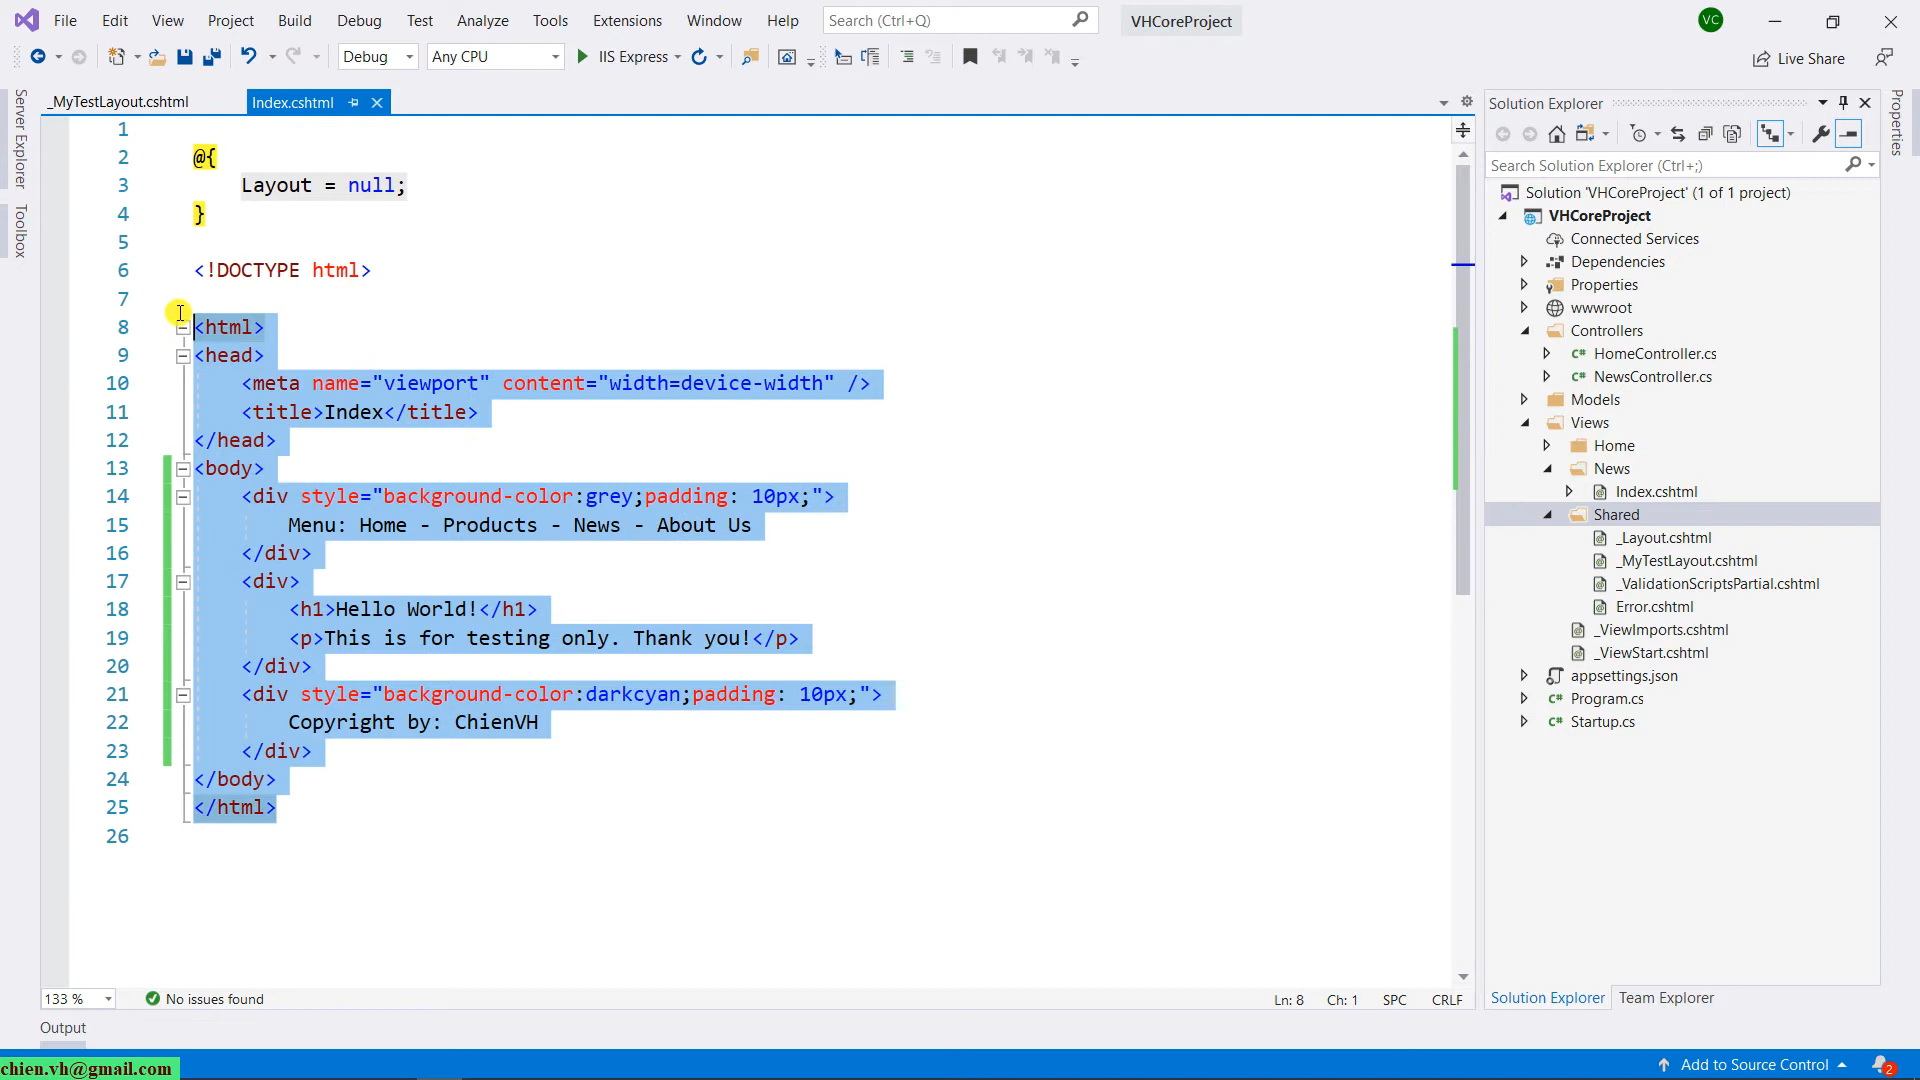 File Edit View Project Build Debug Test Analyze Tools Extensions Window Help Search (Ctrl+Q) VHCoreProject VC
Debug Any CPU IIS Express Live Share
Server Explorer
Toolbox
_MyTestLayout.cshtml Index.cshtml
1
2 @{
3 Layout = null;
4 }
5
6 <!DOCTYPE html>
7
8 <html>
9 <head>
10 <meta name="viewport" content="width=device-width" />
11 <title>Index</title>
12 </head>
13 <body>
14 <div style="background-color:grey;padding: 10px;">
15 Menu: Home - Products - News - About Us
16 </div>
17 <div>
18 <h1>Hello World!</h1>
19 <p>This is for testing only. Thank you!</p>
20 </div>
21 <div style="background-color:darkcyan;padding: 10px;">
22 Copyright by: ChienVH
23 </div>
24 </body>
25 </html>
26
133 % No issues found Ln: 8 Ch: 1 SPC CRLF
Solution Explorer
Search Solution Explorer (Ctrl+;)
Solution 'VHCoreProject' (1 of 1 project)
VHCoreProject
Connected Services
Dependencies
Properties
wwwroot
Controllers
C# HomeController.cs
C# NewsController.cs
Models
Views
Home
News
Index.cshtml
Shared
_Layout.cshtml
_MyTestLayout.cshtml
_ValidationScriptsPartial.cshtml
Error.cshtml
_ViewImports.cshtml
_ViewStart.cshtml
appsettings.json
C# Program.cs
C# Startup.cs
Solution Explorer Team Explorer
Properties
Output
chien.vh@gmail.com
Add to Source Control 2